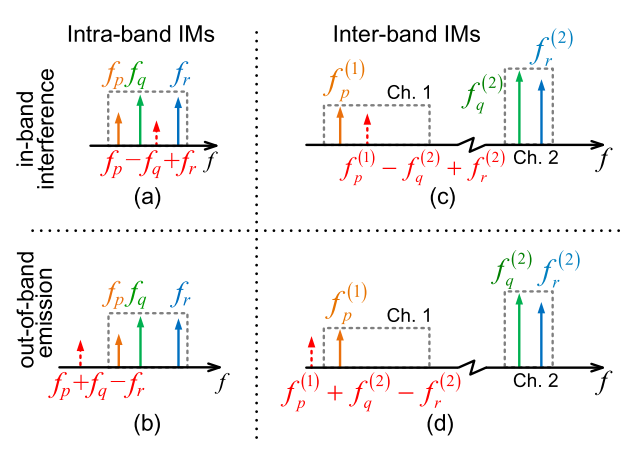 Intra-band IMs
Inter-band IMs
in-band interference
f_p f_q f_r
f_p − f_q + f_r f
(a)
f_p^(1) Ch. 1 f_q^(2) f_r^(2)
f_p^(1) − f_q^(2) + f_r^(2) Ch. 2 f
(c)
out-of-band emission
f_p f_q f_r
f_p + f_q − f_r f
(b)
f_p^(1) Ch. 1 f_q^(2) f_r^(2)
f_p^(1) + f_q^(2) − f_r^(2) Ch. 2 f
(d)